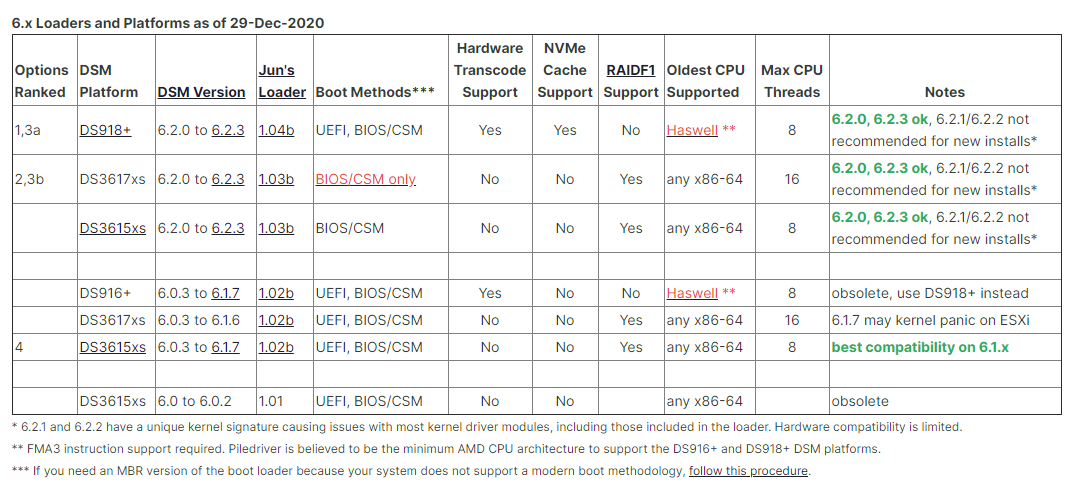 6.x Loaders and Platforms as of 29-Dec-2020
Options Ranked DSM Platform DSM Version Jun's Loader Boot Methods*** Hardware Transcode Support NVMe Cache Support RAIDF1 Support Oldest CPU Supported Max CPU Threads Notes
1,3a DS918+ 6.2.0 to 6.2.3 1.04b UEFI, BIOS/CSM Yes Yes No Haswell ** 8 6.2.0, 6.2.3 ok, 6.2.1/6.2.2 not recommended for new installs*
2,3b DS3617xs 6.2.0 to 6.2.3 1.03b BIOS/CSM only No No Yes any x86-64 16 6.2.0, 6.2.3 ok, 6.2.1/6.2.2 not recommended for new installs*
DS3615xs 6.2.0 to 6.2.3 1.03b BIOS/CSM No No Yes any x86-64 8 6.2.0, 6.2.3 ok, 6.2.1/6.2.2 not recommended for new installs*
DS916+ 6.0.3 to 6.1.7 1.02b UEFI, BIOS/CSM Yes No No Haswell ** 8 obsolete, use DS918+ instead
DS3617xs 6.0.3 to 6.1.6 1.02b UEFI, BIOS/CSM No No Yes any x86-64 16 6.1.7 may kernel panic on ESXi
4 DS3615xs 6.0.3 to 6.1.7 1.02b UEFI, BIOS/CSM No No Yes any x86-64 8 best compatibility on 6.1.x
DS3615xs 6.0 to 6.0.2 1.01 UEFI, BIOS/CSM No No any x86-64 obsolete
* 6.2.1 and 6.2.2 have a unique kernel signature causing issues with most kernel driver modules, including those included in the loader. Hardware compatibility is limited.
** FMA3 instruction support required. Piledriver is believed to be the minimum AMD CPU architecture to support the DS916+ and DS918+ DSM platforms.
*** If you need an MBR version of the boot loader because your system does not support a modern boot methodology, follow this procedure.